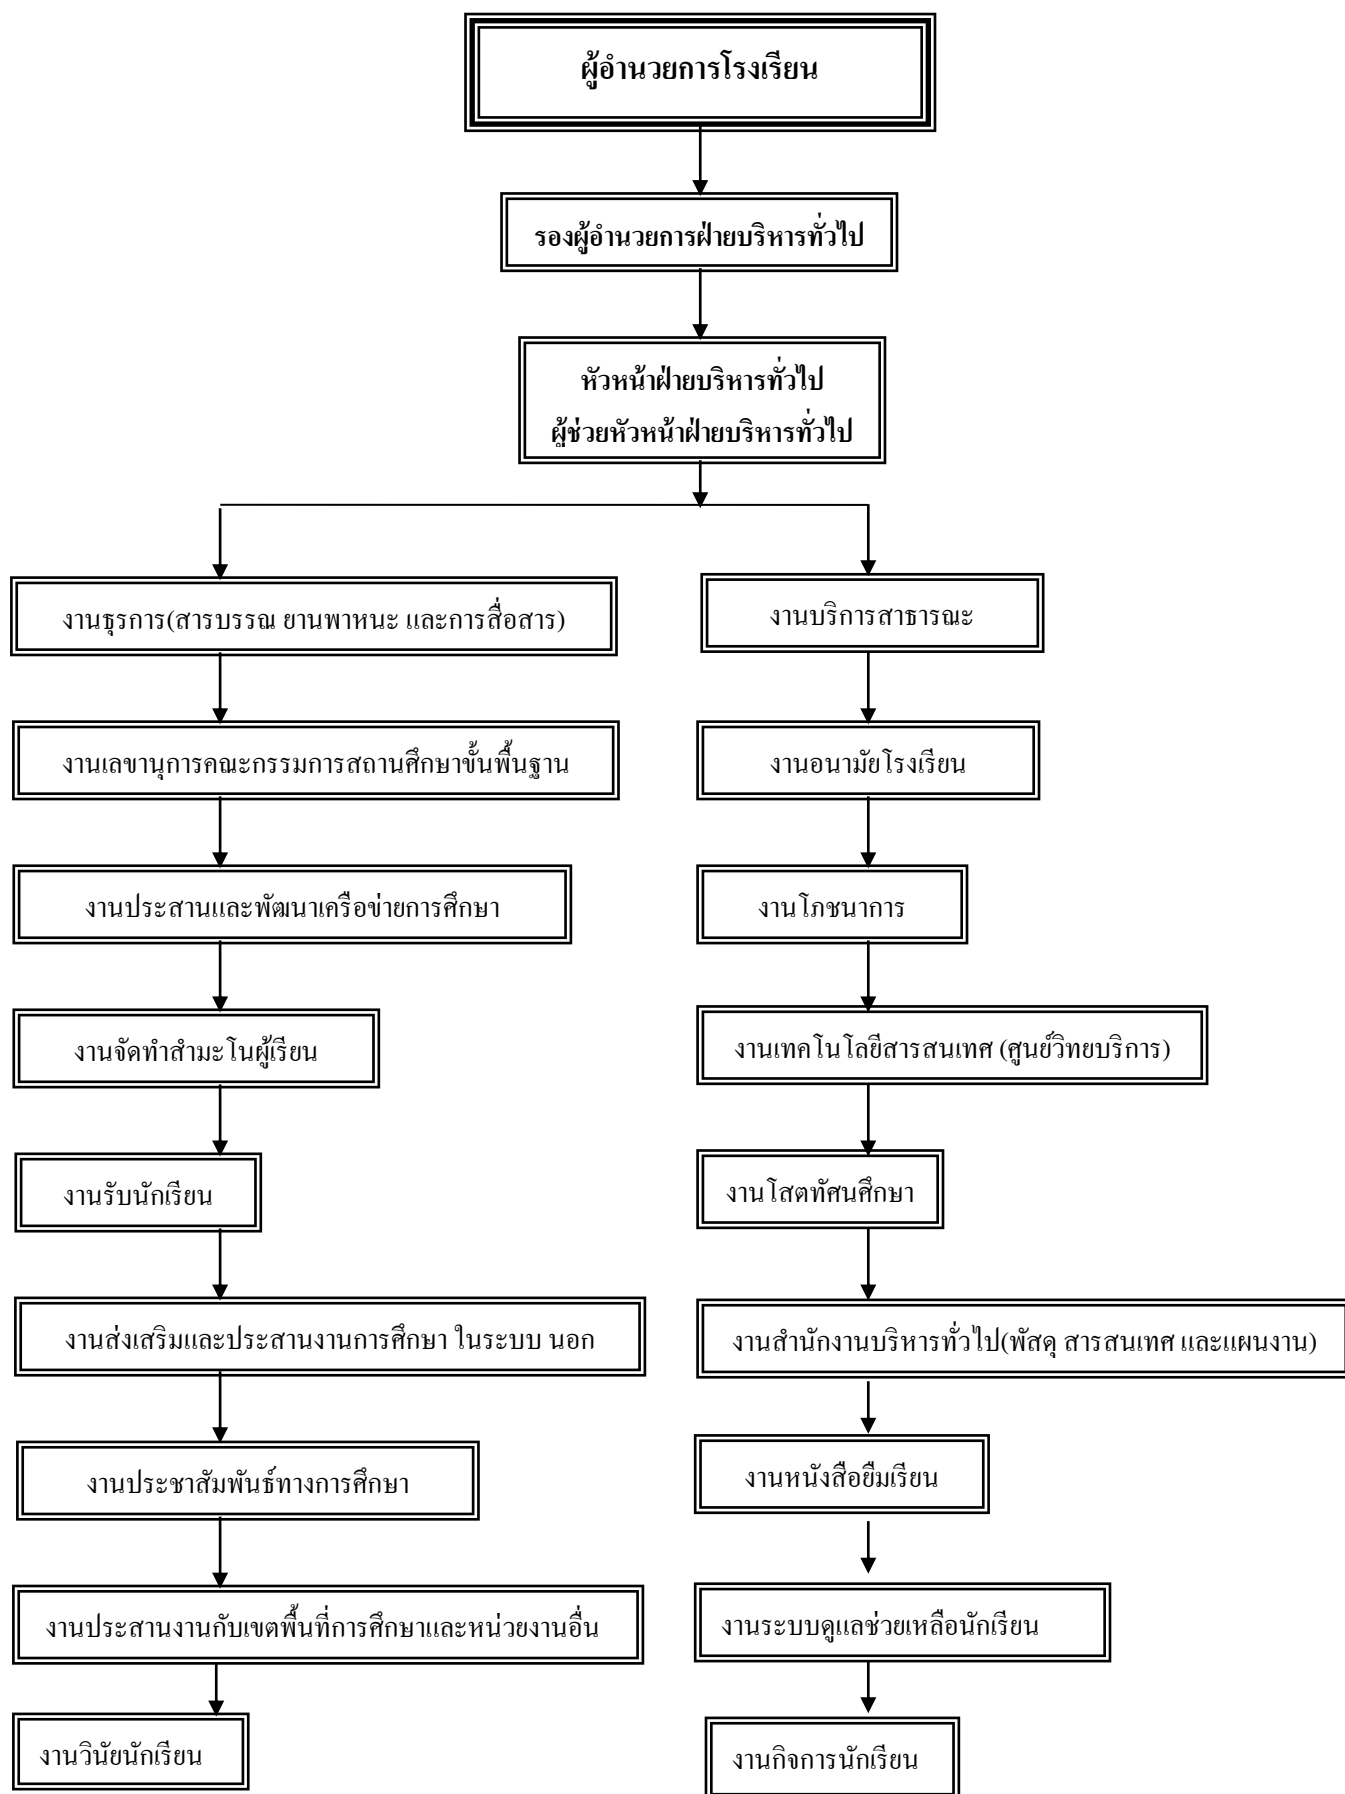 ผู้อำนวยการโรงเรียน
รองผู้อำนวยการฝ่ายบริหารทั่วไป
หัวหน้าฝ่ายบริหารทั่วไป
ผู้ช่วยหัวหน้าฝ่ายบริหารทั่วไป
งานธุรการ(สารบรรณ ยานพาหนะ และการสื่อสาร)
งานเลขานุการคณะกรรมการสถานศึกษาขั้นพื้นฐาน
งานประสานและพัฒนาเครือข่ายการศึกษา
งานจัดทำสำมะโนผู้เรียน
งานรับนักเรียน
งานส่งเสริมและประสานงานการศึกษา ในระบบ นอก
งานประชาสัมพันธ์ทางการศึกษา
งานประสานงานกับเขตพื้นที่การศึกษาและหน่วยงานอื่น
งานวินัยนักเรียน
งานบริการสาธารณะ
งานอนามัยโรงเรียน
งานโภชนาการ
งานเทคโนโลยีสารสนเทศ (ศูนย์วิทยบริการ)
งานโสตทัศนศึกษา
งานสำนักงานบริหารทั่วไป(พัสดุ สารสนเทศ และแผนงาน)
งานหนังสือยืมเรียน
งานระบบดูแลช่วยเหลือนักเรียน
งานกิจการนักเรียน